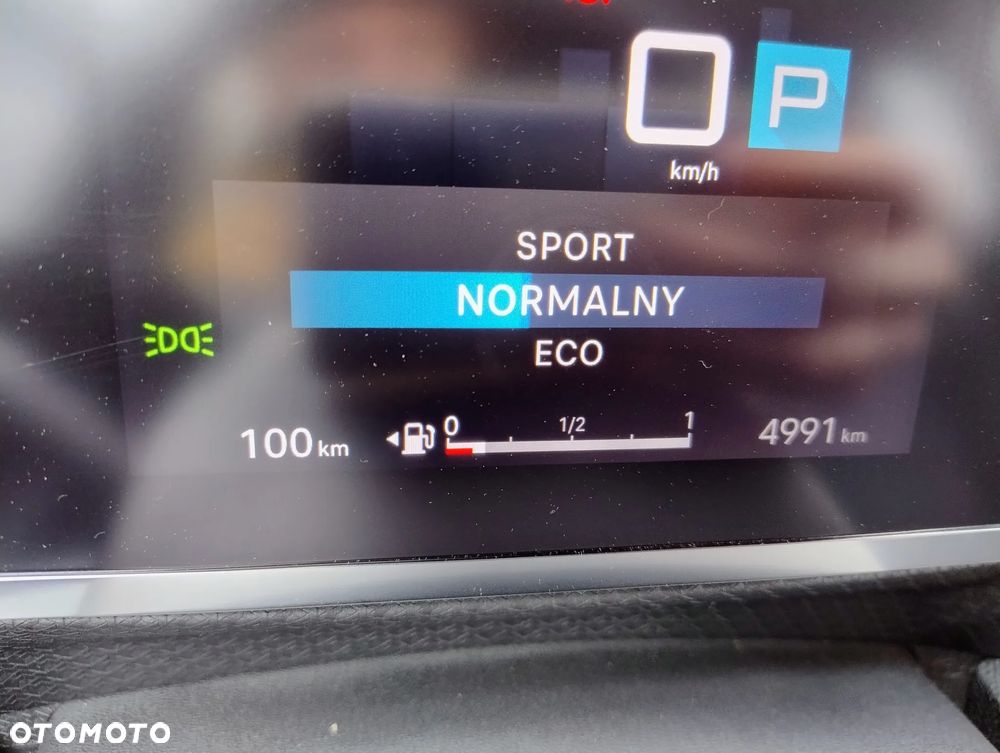 0 P
km/h
SPORT
NORMALNY
ECO
100 km 0 1/2 1 4991 km
OTOMOTO